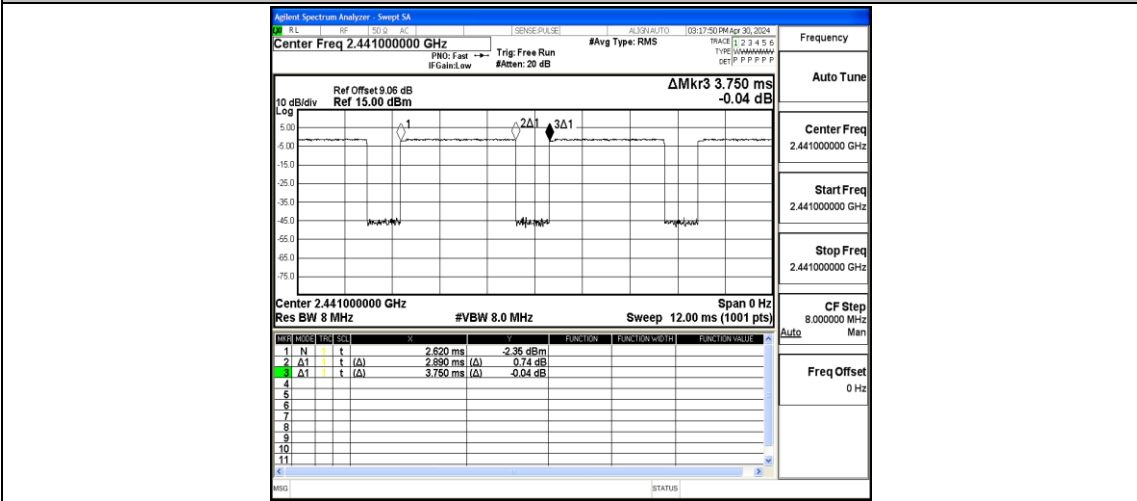 Agilent Spectrum Analyzer - Swept SA
RL RF 50 Ω AC SENSE:PULSE ALIGN AUTO 03:17:50 PM Apr 30, 2024
Center Freq 2.441000000 GHz
PNO: Fast
IFGain:Low
Trig: Free Run
#Atten: 20 dB
#Avg Type: RMS
TRACE 1 2 3 4 5 6
TYPE
DET P P P P P P
Frequency
Auto Tune
Center Freq
2.441000000 GHz
Start Freq
2.441000000 GHz
Stop Freq
2.441000000 GHz
CF Step
8.000000 MHz
Auto Man
Freq Offset
0 Hz
ΔMkr3 3.750 ms
-0.04 dB
Ref Offset 9.06 dB
10 dB/div Ref 15.00 dBm
Log
1 2Δ1 3Δ1
5.00
-5.00
-15.0
-25.0
-35.0
-45.0
-55.0
-65.0
-75.0
Center 2.441000000 GHz Span 0 Hz
Res BW 8 MHz #VBW 8.0 MHz Sweep 12.00 ms (1001 pts)
MKR MODE TRC SCL X Y FUNCTION FUNCTION WIDTH FUNCTION VALUE
1 N 1 t 2.620 ms -2.35 dBm
2 Δ1 1 t (Δ) 2.890 ms (Δ) 0.74 dB
3 Δ1 1 t (Δ) 3.750 ms (Δ) -0.04 dB
4
5
6
7
8
9
10
11
MSG STATUS